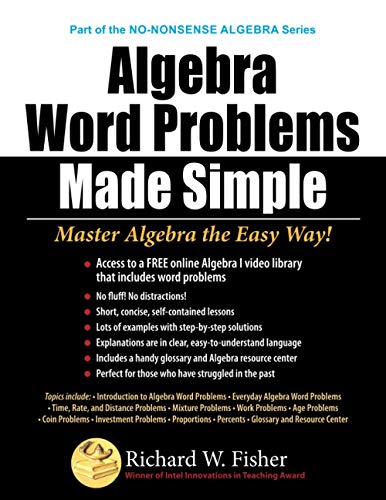 Part of the NO-NONSENSE ALGEBRA Series
Algebra
Word Problems
Made Simple
Master Algebra the Easy Way!
• Access to a FREE online Algebra I video library
that includes word problems
• No fluff! No distractions!
• Short, concise, self-contained lessons
• Lots of examples with step-by-step solutions
• Explanations are in clear, easy-to-understand language
• Includes a handy glossary and Algebra resource center
• Perfect for those who have struggled in the past
Topics include: • Introduction to Algebra Word Problems • Everyday Algebra Word Problems
• Time, Rate, and Distance Problems • Mixture Problems • Work Problems • Age Problems
• Coin Problems • Investment Problems • Proportions • Percents • Glossary and Resource Center
Richard W. Fisher
Winner of Intel Innovations in Teaching Award